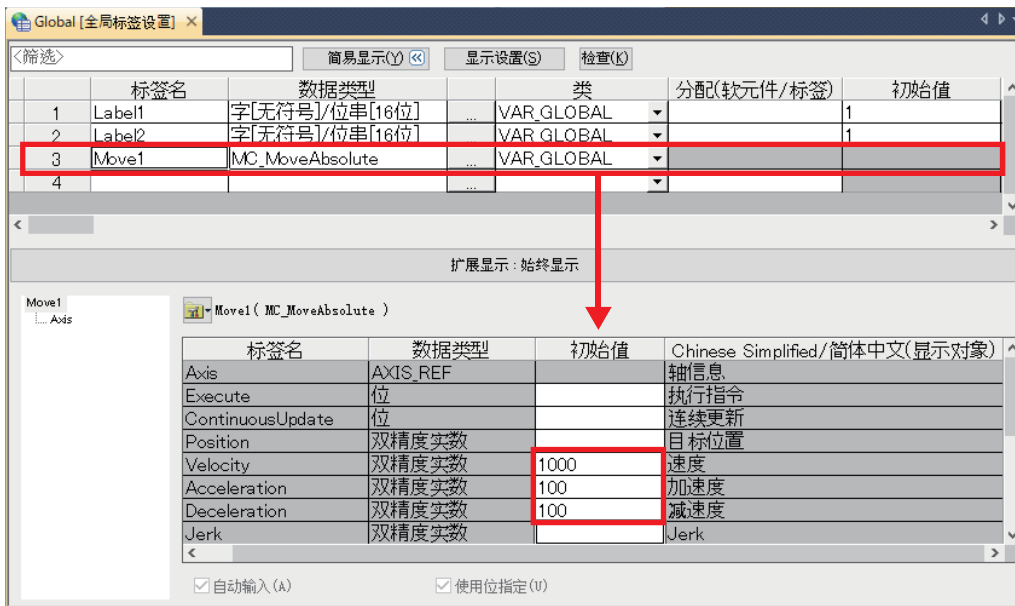 Global [全局标签设置]
<筛选> 简易显示(Y) 显示设置(S) 检查(K)
标签名 数据类型 类 分配(软元件/标签) 初始值
1 Label1 字[无符号]/位串[16位] ... VAR_GLOBAL 1
2 Label2 字[无符号]/位串[16位] ... VAR_GLOBAL 1
3 Move1 MC_MoveAbsolute ... VAR_GLOBAL
4 ...
扩展显示:始终显示
Move1
Axis
Move1( MC_MoveAbsolute )
标签名 数据类型 初始值 Chinese Simplified/简体中文(显示对象)
Axis AXIS_REF 轴信息
Execute 位 执行指令
ContinuousUpdate 位 连续更新
Position 双精度实数 目标位置
Velocity 双精度实数 1000 速度
Acceleration 双精度实数 100 加速度
Deceleration 双精度实数 100 减速度
Jerk 双精度实数 Jerk
自动输入(A) 使用位指定(U)